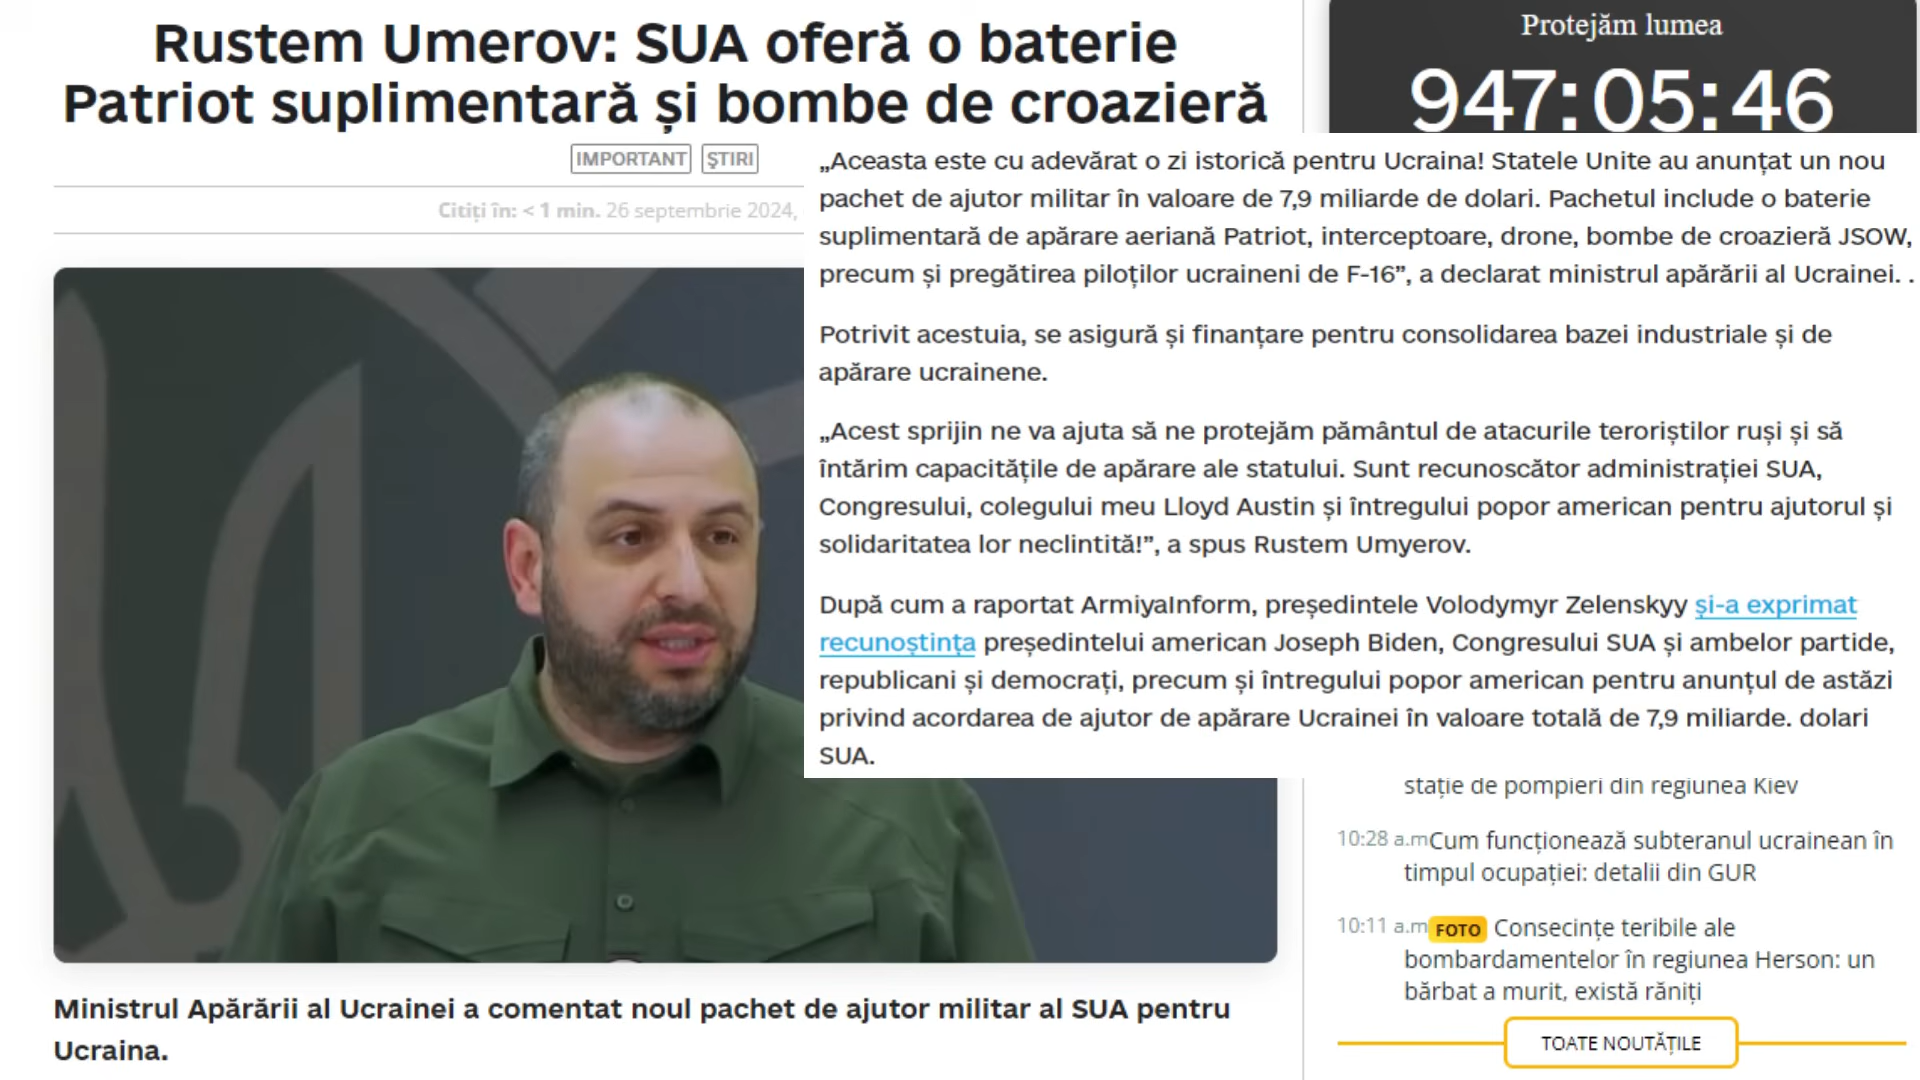 Rustem Umerov: SUA oferă o baterie
Patriot suplimentară și bombe de croazieră
IMPORTANT ȘTIRI
Citiți în: < 1 min. 26 septembrie 2024,
Protejăm lumea
947:05:46
„Aceasta este cu adevărat o zi istorică pentru Ucraina! Statele Unite au anunțat un nou
pachet de ajutor militar în valoare de 7,9 miliarde de dolari. Pachetul include o baterie
suplimentară de apărare aeriană Patriot, interceptoare, drone, bombe de croazieră JSOW,
precum și pregătirea piloților ucraineni de F-16”, a declarat ministrul apărării al Ucrainei. .
Potrivit acestuia, se asigură și finanțare pentru consolidarea bazei industriale și de
apărare ucrainene.
„Acest sprijin ne va ajuta să ne protejăm pământul de atacurile teroriștilor ruși și să
întărim capacitățile de apărare ale statului. Sunt recunoscător administrației SUA,
Congresului, colegului meu Lloyd Austin și întregului popor american pentru ajutorul și
solidaritatea lor neclintită!”, a spus Rustem Umyerov.
După cum a raportat ArmiyaInform, președintele Volodymyr Zelenskyy și-a exprimat
recunoștința președintelui american Joseph Biden, Congresului SUA și ambelor partide,
republicani și democrați, precum și întregului popor american pentru anunțul de astăzi
privind acordarea de ajutor de apărare Ucrainei în valoare totală de 7,9 miliarde. dolari
SUA.
stație de pompieri din regiunea Kiev
10:28 a.m Cum funcționează subteranul ucrainean în
timpul ocupației: detalii din GUR
10:11 a.m FOTO Consecințe teribile ale
bombardamentelor în regiunea Herson: un
bărbat a murit, există răniți
TOATE NOUTĂȚILE
Ministrul Apărării al Ucrainei a comentat noul pachet de ajutor militar al SUA pentru
Ucraina.